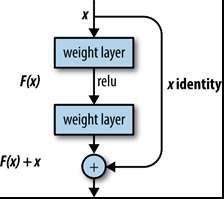 x
weight layer
F(x)
relu
x identity
weight layer
F(x) + x
+